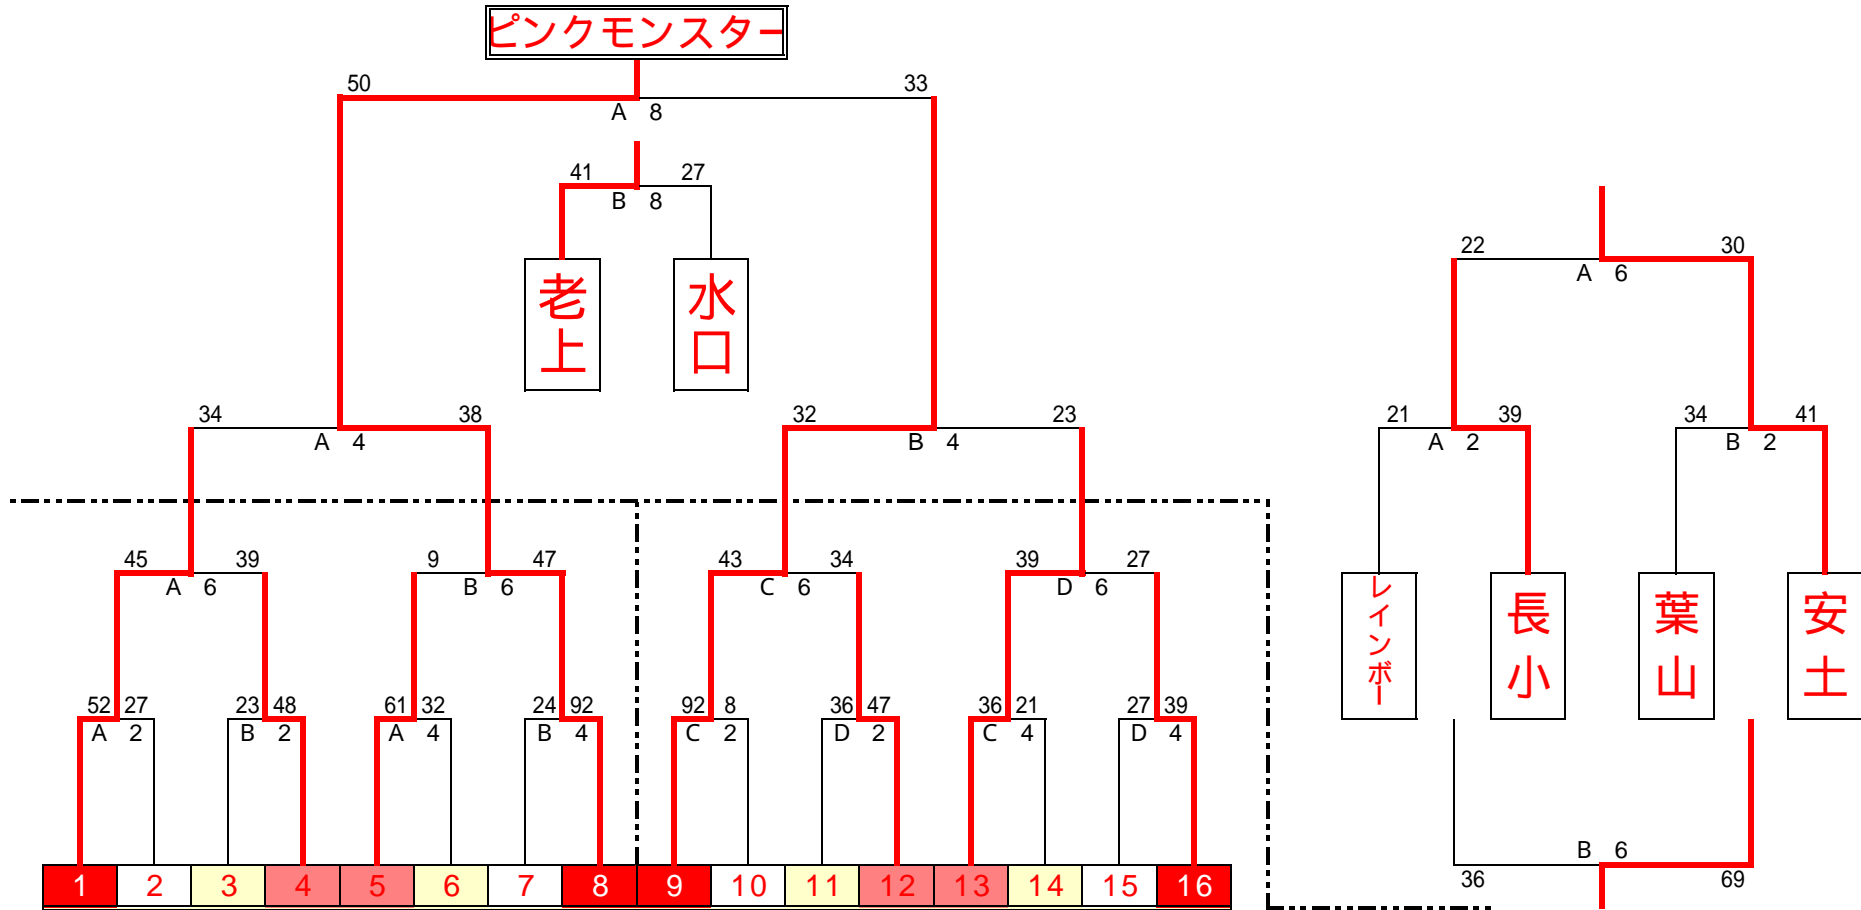 ピンクモンスター
50 33
A 8
41 27
B 8
22 30
A 6
老上 水口
34 38 32 23 21 39 34 41
A 4 B 4 A 2 B 2
45 39 9 47 43 34 39 27
A 6 B 6 C 6 D 6
レインボー 長小 葉山 安土
52 27 23 48 61 32 24 92 92 8 36 47 36 21 27 39
A 2 B 2 A 4 B 4 C 2 D 2 C 4 D 4
B 6
36 69
1 2 3 4 5 6 7 8 9 10 11 12 13 14 15 16